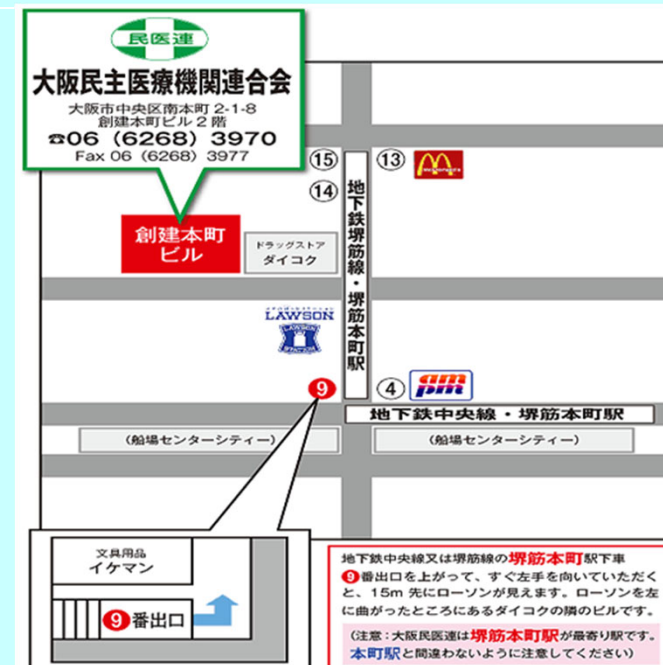 民医連
大阪民主医療機関連合会
大阪市中央区南本町 2-1-8
創建本町ビル 2 階
☎06 (6268) 3970
Fax 06 (6268) 3977
⑮
⑬
McDonald's
⑭
地下鉄堺筋線・堺筋本町駅
創建本町
ビル
ドラッグストア
ダイコク
LAWSON
LAWSON
STATION
9
④
am
pm
地下鉄中央線・堺筋本町駅
(船場センターシティー)
(船場センターシティー)
文具用品
イケマン
9番出口
地下鉄中央線又は堺筋線の堺筋本町駅下車
9番出口を上がって、すぐ左手を向いていただく
と、15m 先にローソンが見えます。ローソンを左
に曲がったところにあるダイコクの隣のビルです。
(注意:大阪民医連は堺筋本町駅が最寄り駅です。
本町駅と間違わないように注意してください)